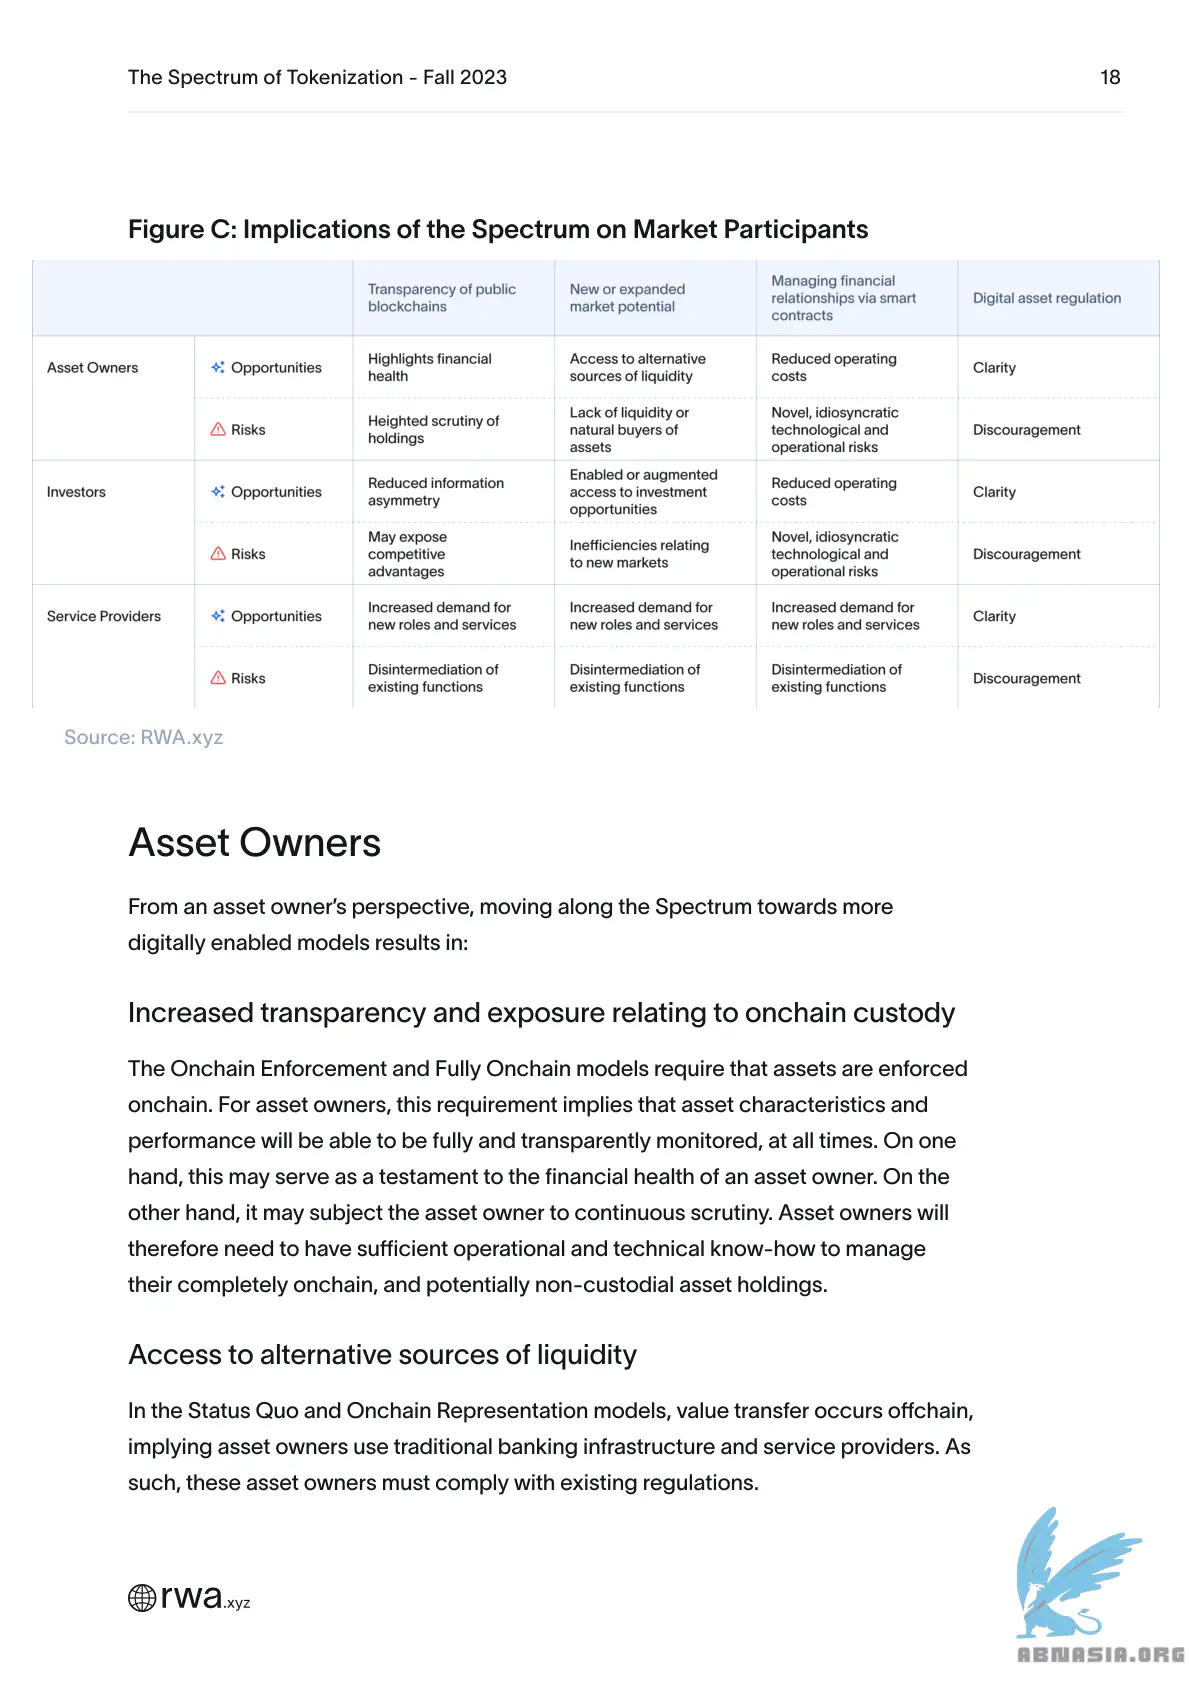 The Spectrum of Tokenization - Fall 2023
18
Figure C: Implications of the Spectrum on Market Participants
Transparency of public
blockchains
New or expanded
market potential
Managing financial
relationships via smart
contracts
Digital asset regulation
Asset Owners
Opportunities
Highlights financial
health
Access to alternative
sources of liquidity
Reduced operating
costs
Clarity
Risks
Heighted scrutiny of
holdings
Lack of liquidity or
natural buyers of
assets
Novel, idiosyncratic
technological and
operational risks
Discouragement
Investors
Opportunities
Reduced information
asymmetry
Enabled or augmented
access to investment
opportunities
Reduced operating
costs
Clarity
Risks
May expose
competitive
advantages
Inefficiencies relating
to new markets
Novel, idiosyncratic
technological and
operational risks
Discouragement
Service Providers
Opportunities
Increased demand for
new roles and services
Increased demand for
new roles and services
Increased demand for
new roles and services
Clarity
Risks
Disintermediation of
existing functions
Disintermediation of
existing functions
Disintermediation of
existing functions
Discouragement
Source: RWA.xyz
Asset Owners
From an asset owner’s perspective, moving along the Spectrum towards more
digitally enabled models results in:
Increased transparency and exposure relating to onchain custody
The Onchain Enforcement and Fully Onchain models require that assets are enforced
onchain. For asset owners, this requirement implies that asset characteristics and
performance will be able to be fully and transparently monitored, at all times. On one
hand, this may serve as a testament to the financial health of an asset owner. On the
other hand, it may subject the asset owner to continuous scrutiny. Asset owners will
therefore need to have sufficient operational and technical know-how to manage
their completely onchain, and potentially non-custodial asset holdings.
Access to alternative sources of liquidity
In the Status Quo and Onchain Representation models, value transfer occurs offchain,
implying asset owners use traditional banking infrastructure and service providers. As
such, these asset owners must comply with existing regulations.
rwa.xyz
ABNASIA.ORG